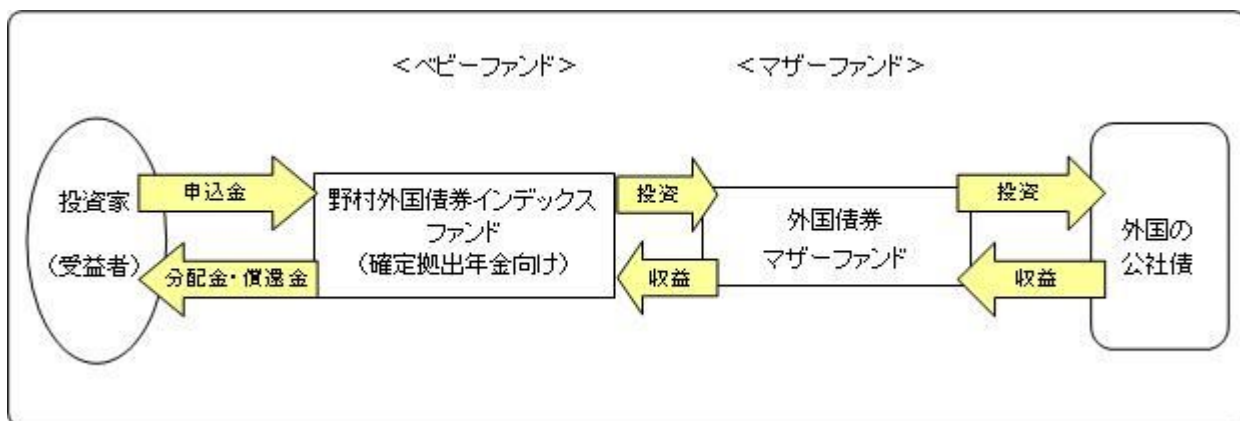 ＜ベビーファンド＞
＜マザーファンド＞
投資家
（受益者）
申込金
分配金・償還金
野村外国債券インデックス
ファンド
（確定拠出年金向け）
投資
収益
外国債券
マザーファンド
投資
収益
外国の
公社債